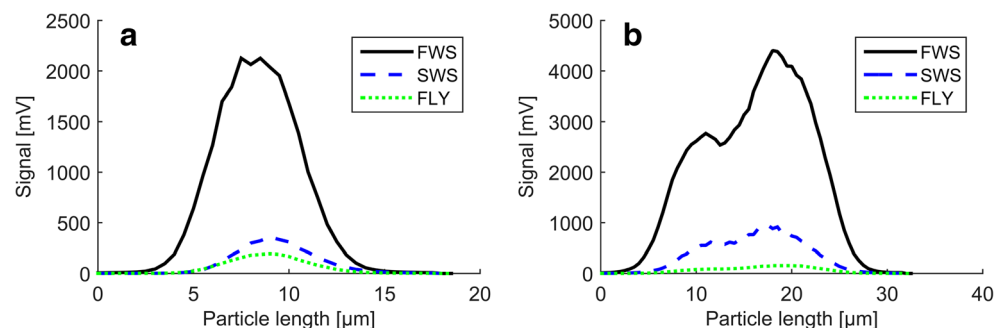 a
2500
2000
1500
1000
500
0
Signal [mV]
0 5 10 15 20
Particle length [µm]
FWS
SWS
FLY
b
5000
4000
3000
2000
1000
0
Signal [mV]
0 10 20 30 40
Particle length [µm]
FWS
SWS
FLY